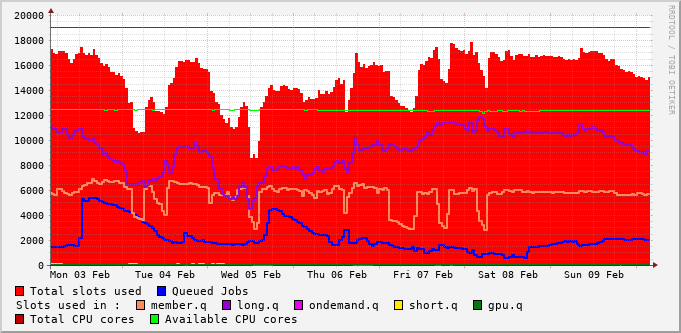 RRDTOOL / TOBI OETIKER
20000
18000
16000
14000
12000
10000
8000
6000
4000
2000
0
Mon 03 Feb Tue 04 Feb Wed 05 Feb Thu 06 Feb Fri 07 Feb Sat 08 Feb Sun 09 Feb
Total slots used Queued Jobs
Slots used in : member.q long.q ondemand.q short.q gpu.q
Total CPU cores Available CPU cores